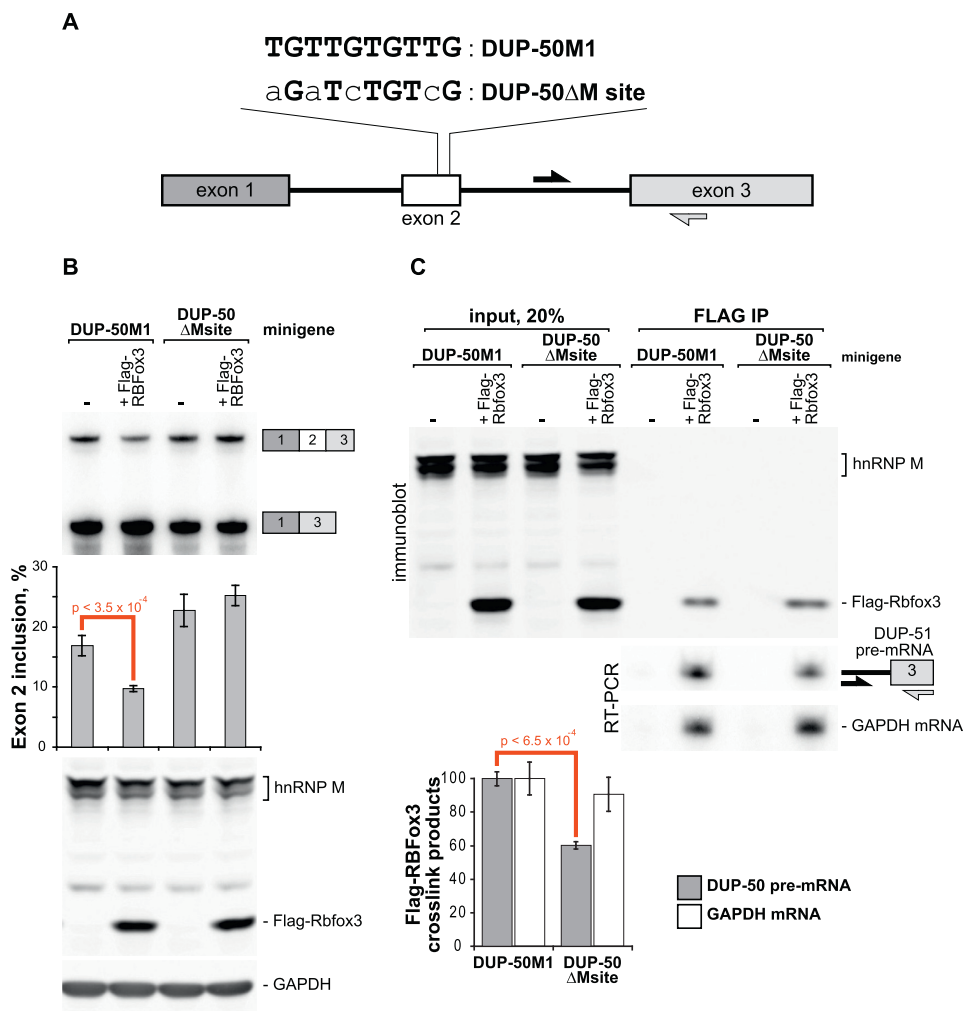 A
TGTTGTGTTG : DUP-50M1
aGaTcTGTcG : DUP-50ΔM site
exon 1
exon 2
exon 3
B
DUP-50M1
DUP-50
ΔMsite
minigene
-
+ Flag-
RBFox3
-
+ Flag-
RBFox3
1 2 3
1 3
Exon 2 inclusion, %
30
25
20
10
0
p < 3.5 x 10-4
hnRNP M
- Flag-Rbfox3
- GAPDH
C
input, 20%
FLAG IP
DUP-50M1
DUP-50
ΔMsite
DUP-50M1
DUP-50
ΔMsite
minigene
-
+ Flag-
Rbfox3
-
+ Flag-
Rbfox3
-
+ Flag-
Rbfox3
-
+ Flag-
Rbfox3
immunoblot
hnRNP M
- Flag-Rbfox3
RT-PCR
DUP-51
pre-mRNA
3
- GAPDH mRNA
p < 6.5 x 10-4
Flag-RBFox3
crosslink products
100
80
60
40
20
0
DUP-50M1
DUP-50
ΔMsite
DUP-50 pre-mRNA
GAPDH mRNA